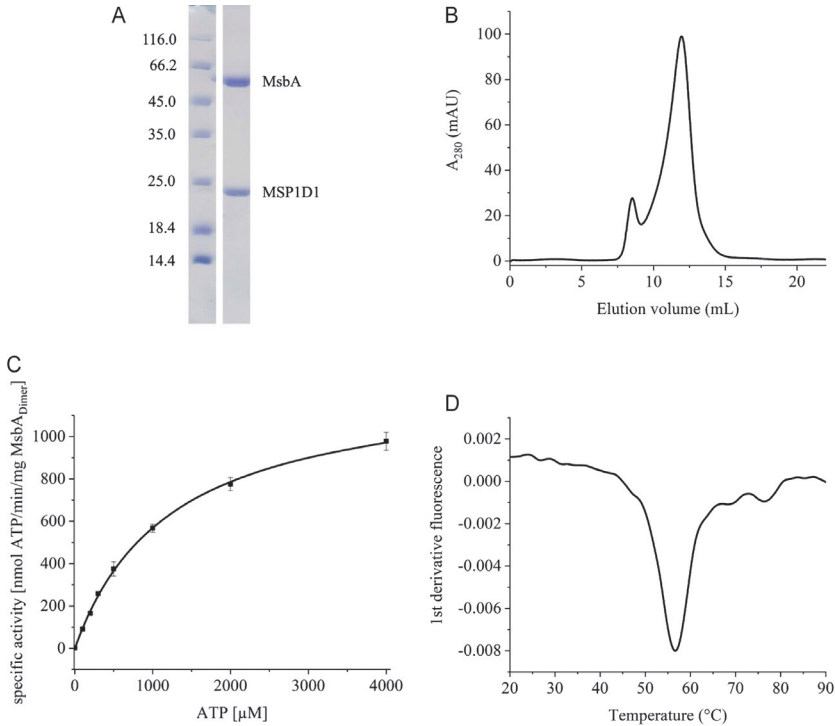 A
116.0
66.2
45.0
35.0
25.0
18.4
14.4
MsbA
MSP1D1
B
A280 (mAU)
100
80
60
40
20
0
0 5 10 15 20
Elution volume (mL)
C
specific activity [nmol ATP/min/mg MsbADimer]
1000
800
600
400
200
0
0 1000 2000 3000 4000
ATP [µM]
D
1st derivative fluorescence
0.002
0.000
-0.002
-0.004
-0.006
-0.008
20 30 40 50 60 70 80 90
Temperature (°C)